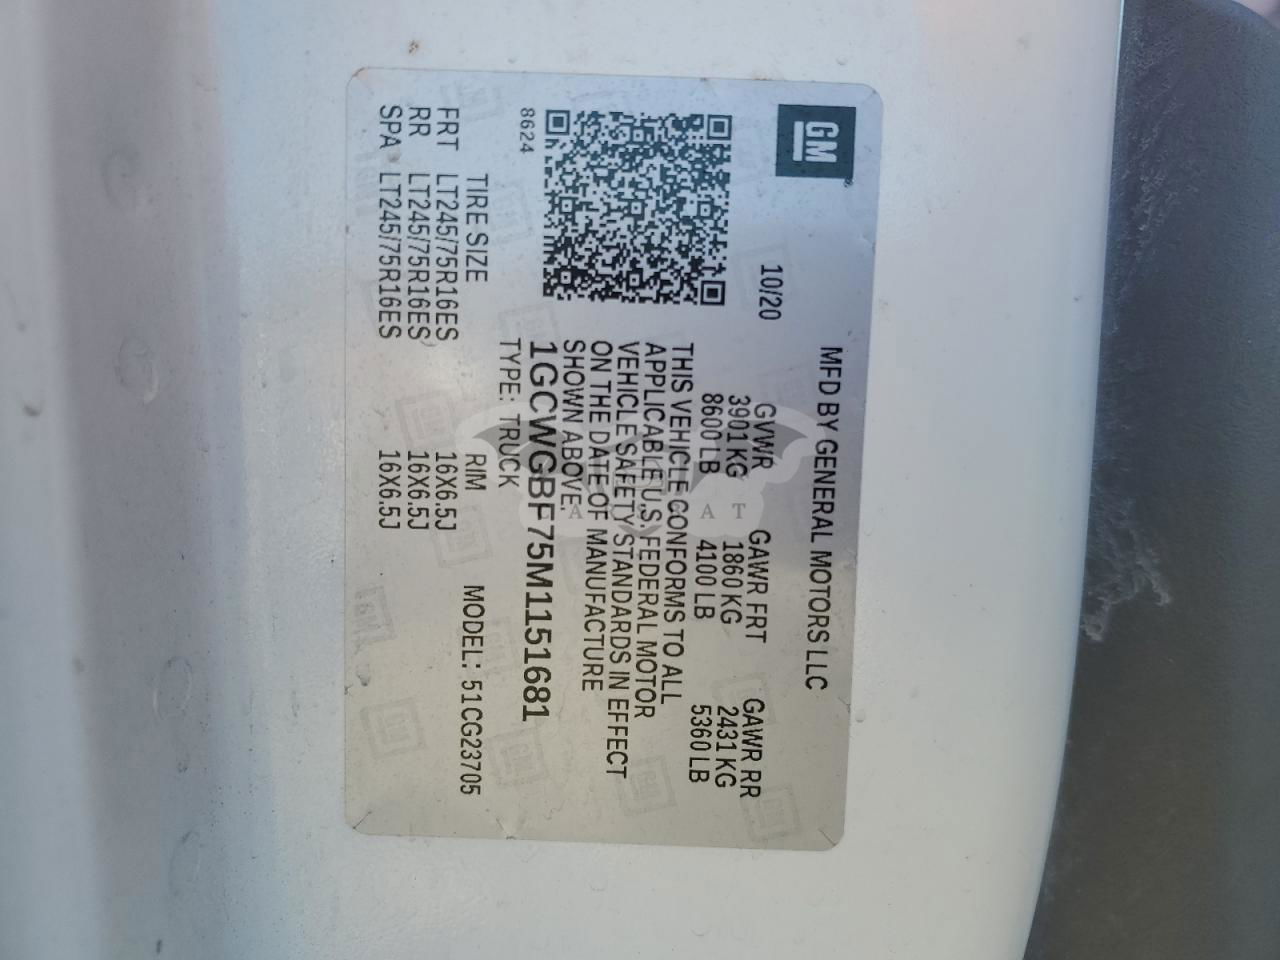 GM
MFD BY GENERAL MOTORS LLC
10/20
GVWR GAWR FRT GAWR RR
3901 KG 1860 KG 2431 KG
8600 LB 4100 LB 5360 LB
THIS VEHICLE CONFORMS TO ALL
APPLICABLE U.S. FEDERAL MOTOR
VEHICLE SAFETY STANDARDS IN EFFECT
ON THE DATE OF MANUFACTURE
SHOWN ABOVE.
1GCWGBF75M1151681
8624
TYPE: TRUCK
TIRE SIZE RIM MODEL: 51CG23705
FRT LT245/75R16ES 16X6.5J
RR LT245/75R16ES 16X6.5J
SPA LT245/75R16ES 16X6.5J